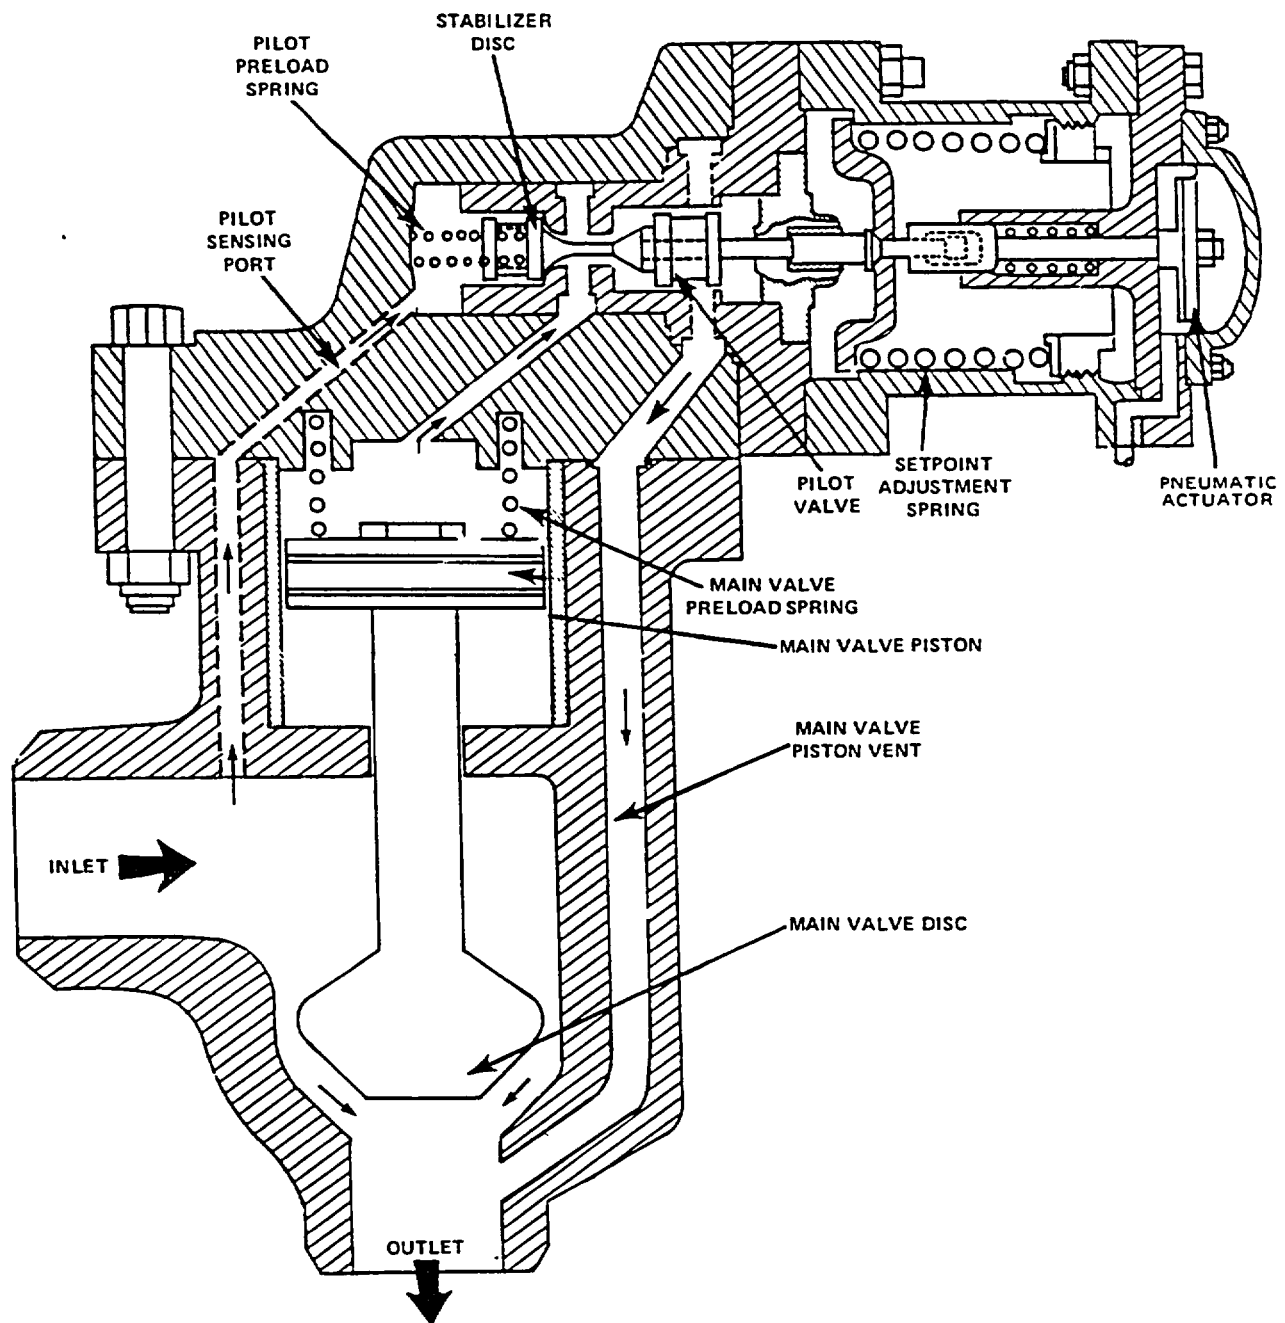 STABILIZER
DISC
PILOT
PRELOAD
SPRING
PILOT
SENSING
PORT
PILOT
VALVE
SETPOINT
ADJUSTMENT
SPRING
PNEUMATIC
ACTUATOR
MAIN VALVE
PRELOAD SPRING
MAIN VALVE PISTON
MAIN VALVE
PISTON VENT
INLET
MAIN VALVE DISC
OUTLET